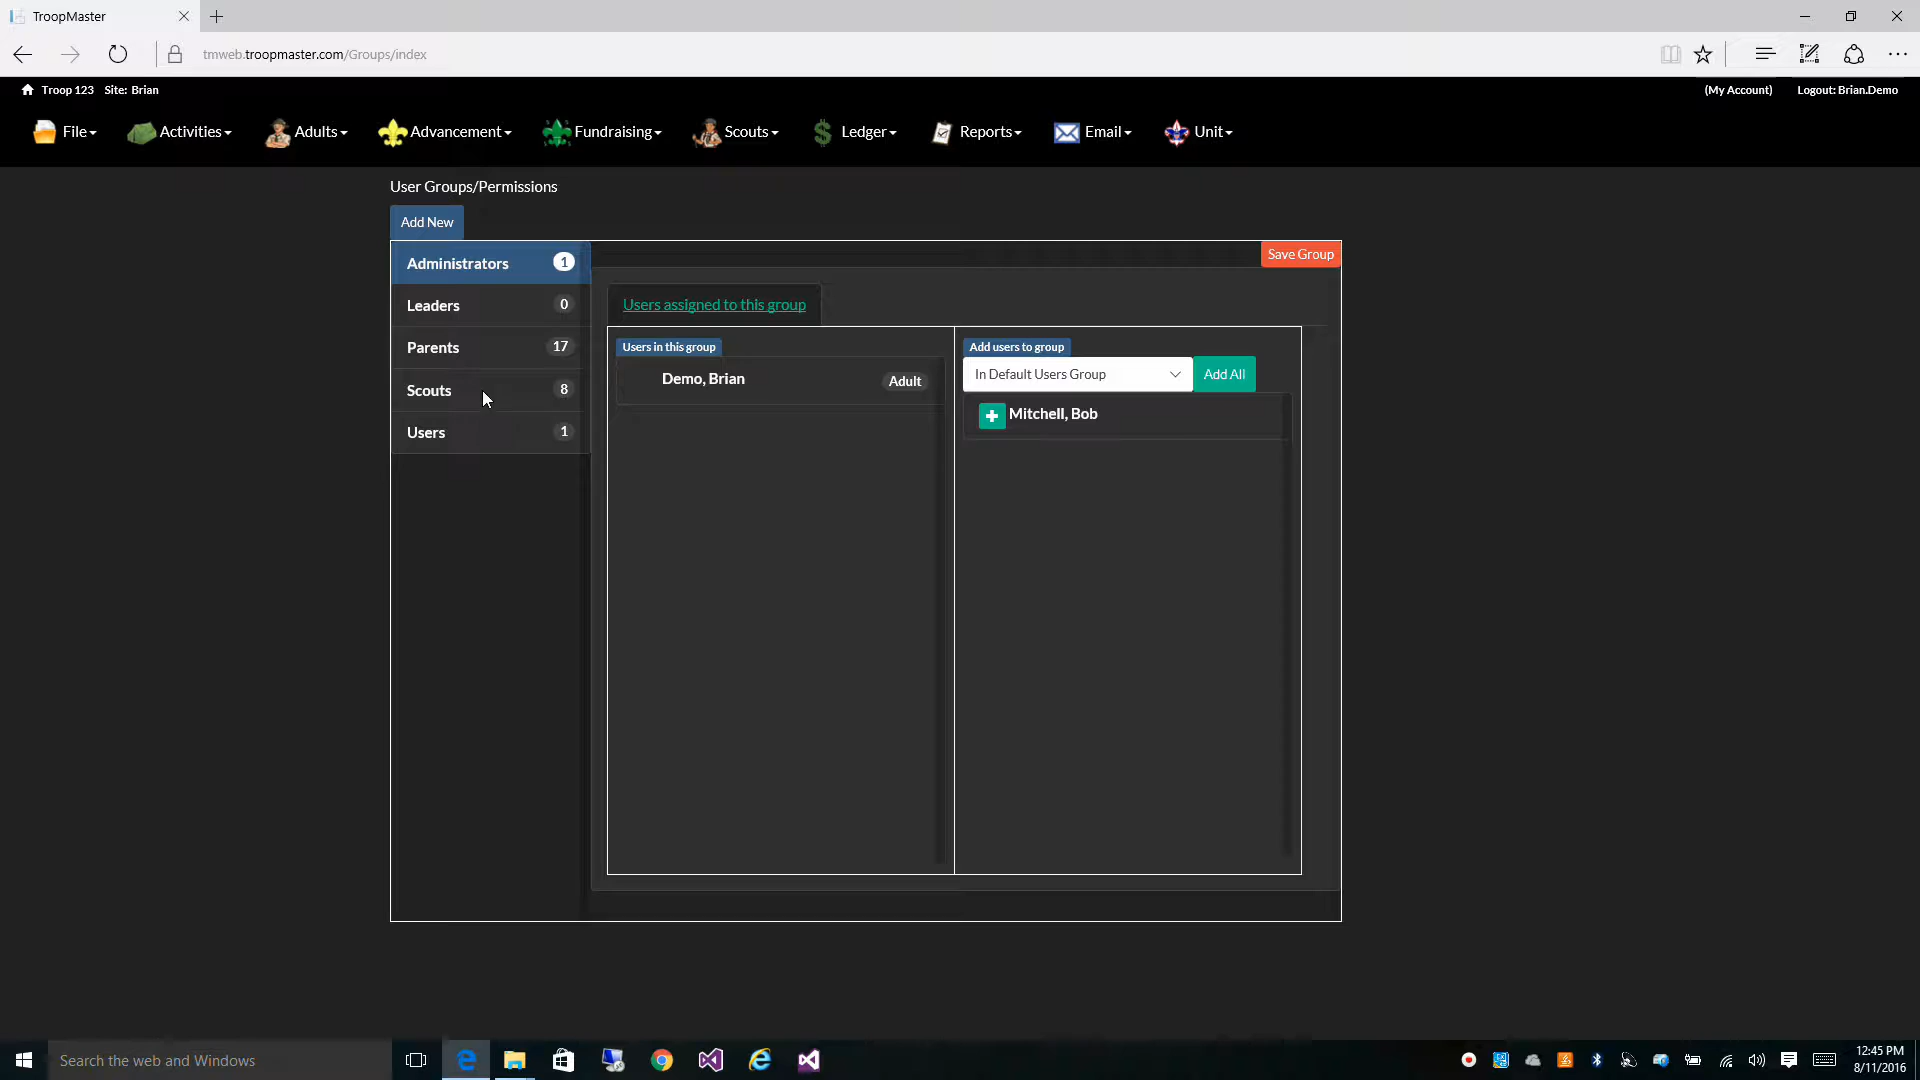 TroopMaster
tmweb.troopmaster.com/Groups/index
Troop 123 Site: Brian
(My Account) Logout: Brian.Demo
File Activities Adults Advancement Fundraising Scouts Ledger Reports Email Unit
User Groups/Permissions
Add New
Administrators 1
Save Group
Leaders 0
Users assigned to this group
Parents 17
Users in this group
Add users to group
Demo, Brian Adult
In Default Users Group Add All
Scouts 8
Mitchell, Bob
Users 1
Search the web and Windows
12:45 PM
8/11/2016